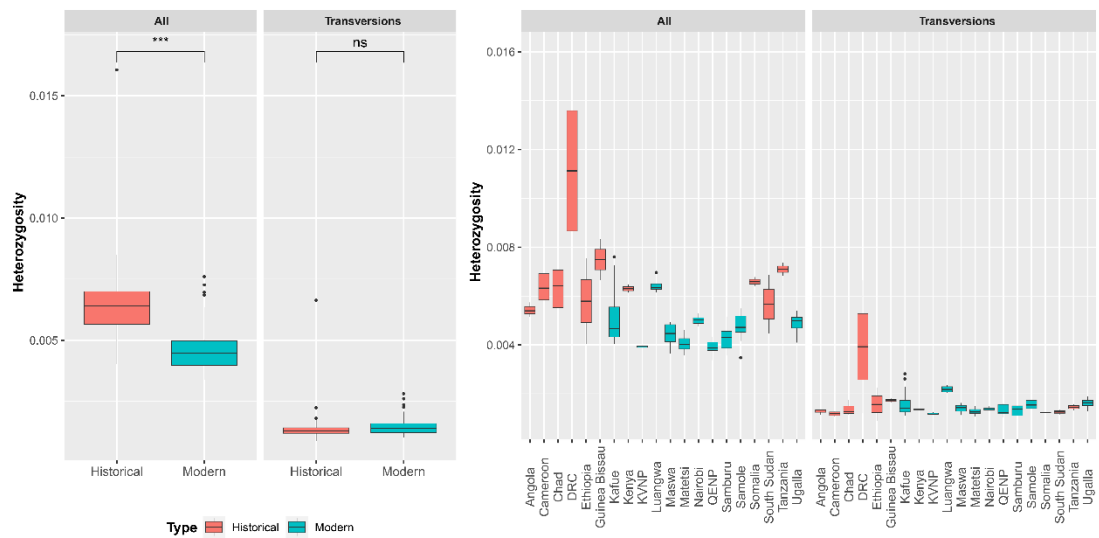 All
Transversions
***
ns
0.015
0.010
0.005
Heterozygosity
Historical
Modern
Historical
Modern
Type
Historical
Modern
All
Transversions
0.016
0.012
0.008
0.004
Heterozygosity
Angola
Cameroon
Chad
DRC
Ethiopia
Guinea Bissau
Kafue
Kenya
KVNP
Luangwa
Maswa
Matetsi
Nairobi
QENP
Samburu
Samole
Somalia
South Sudan
Tanzania
Ugalla
Angola
Cameroon
Chad
DRC
Ethiopia
Guinea Bissau
Kafue
Kenya
KVNP
Luangwa
Maswa
Matetsi
Nairobi
QENP
Samburu
Samole
Somalia
South Sudan
Tanzania
Ugalla